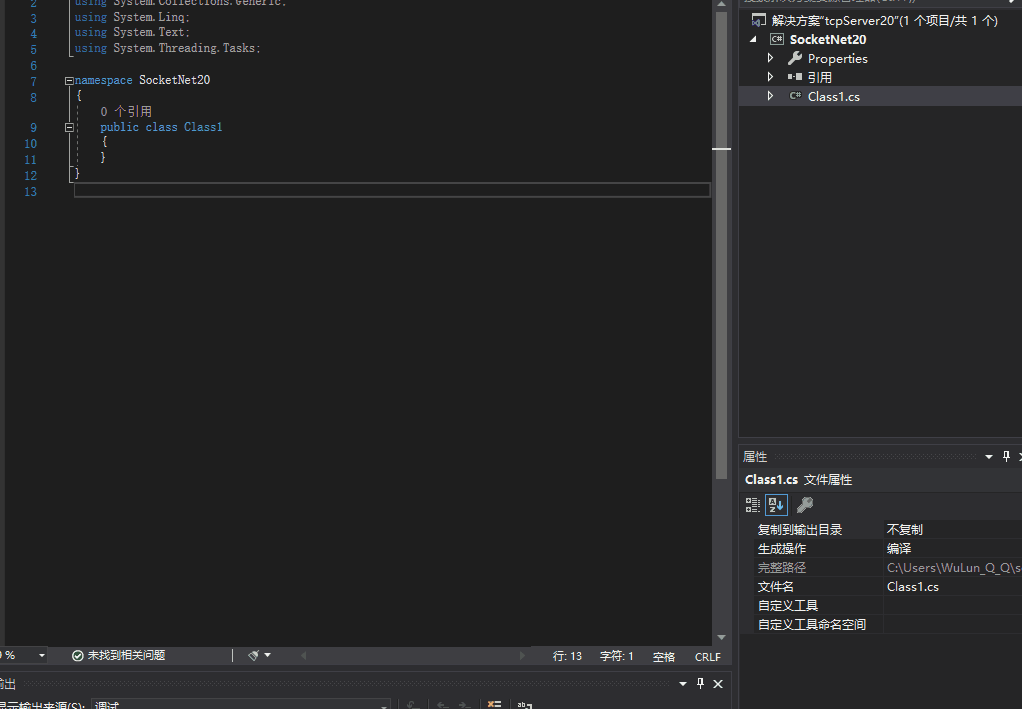 2 using System.Collections.Generic;
3 using System.Linq;
4 using System.Text;
5 using System.Threading.Tasks;
6
7 namespace SocketNet20
8 {
0 个引用
9 public class Class1
10 {
11 }
12 }
13
% 未找到相关问题 行: 13 字符: 1 空格 CRLF
显示输出来源(S): 调试
解决方案"tcpServer20"(1 个项目/共 1 个)
SocketNet20
Properties
引用
C# Class1.cs
属性
Class1.cs 文件属性
复制到输出目录 不复制
生成操作 编译
完整路径 C:\Users\WuLun_Q_Q\s
文件名 Class1.cs
自定义工具
自定义工具命名空间